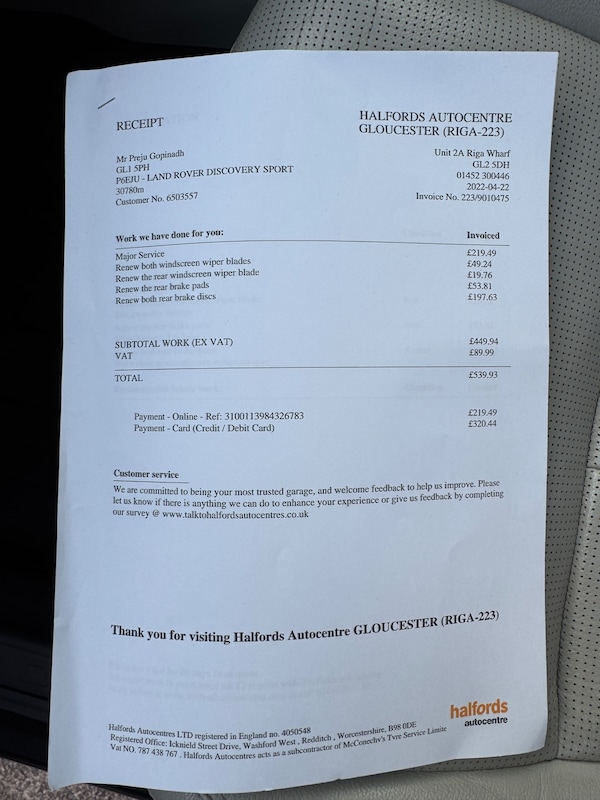 RECEIPT
HALFORDS AUTOCENTRE
GLOUCESTER (RIGA-223)
Mr Preju Gopinadh
GL1 5PH
P6EJU - LAND ROVER DISCOVERY SPORT
30780m
Customer No. 6503557
Unit 2A Riga Wharf
GL2 5DH
01452 300446
2022-04-22
Invoice No. 223/9010475
Work we have done for you: Invoiced
Major Service £219.49
Renew both windscreen wiper blades £49.24
Renew the rear windscreen wiper blade £19.76
Renew the rear brake pads £53.81
Renew both rear brake discs £197.63
SUBTOTAL WORK (EX VAT) £449.94
VAT £89.99
TOTAL £539.93
Payment - Online - Ref: 3100113984326783 £219.49
Payment - Card (Credit / Debit Card) £320.44
Customer service
We are committed to being your most trusted garage, and welcome feedback to help us improve. Please
let us know if there is anything we can do to enhance your experience or give us feedback by completing
our survey @ www.talktohalfordsautocentres.co.uk
Thank you for visiting Halfords Autocentre GLOUCESTER (RIGA-223)
halfords
autocentre
Halfords Autocentres LTD registered in England no. 4050548
Registered Office: Icknield Street Drive, Washford West , Redditch , Worcestershire, B98 0DE
Vat NO. 787 438 767 . Halfords Autocentres acts as a subcontractor of McConechy's Tyre Service Limite